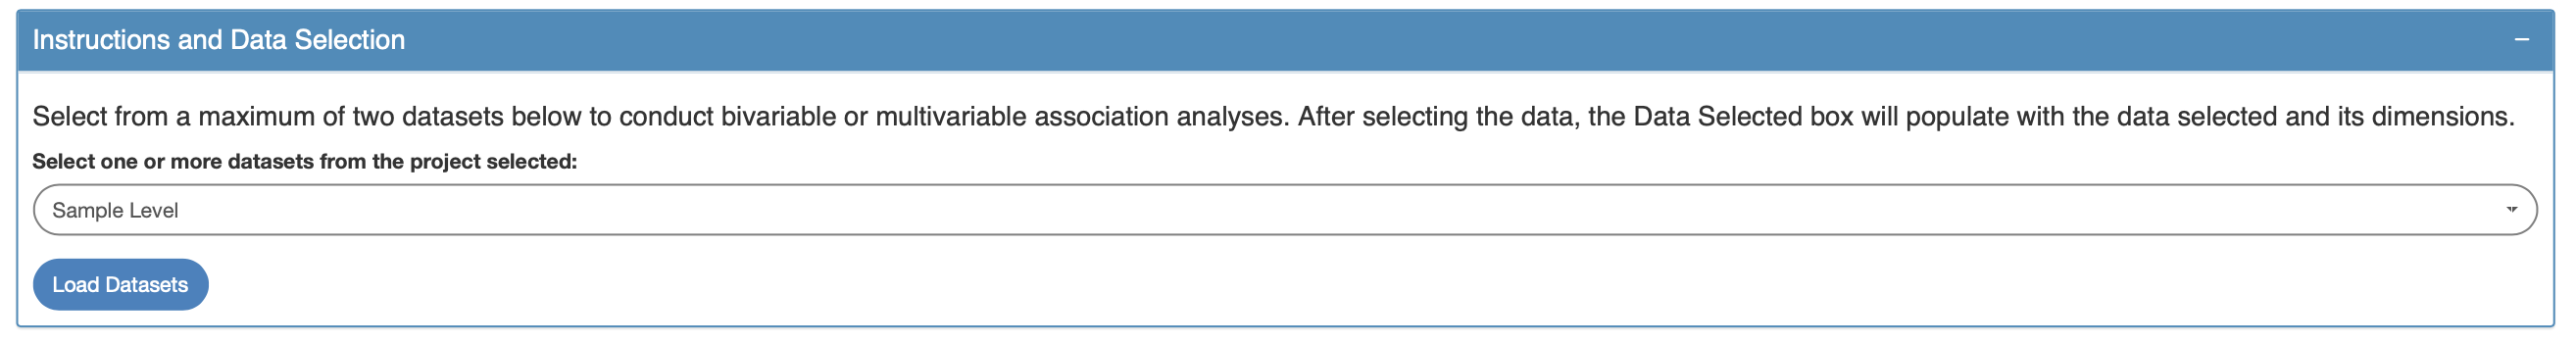 Instructions and Data Selection
Select from a maximum of two datasets below to conduct bivariable or multivariable association analyses. After selecting the data, the Data Selected box will populate with the data selected and its dimensions.
Select one or more datasets from the project selected:
Sample Level
Load Datasets